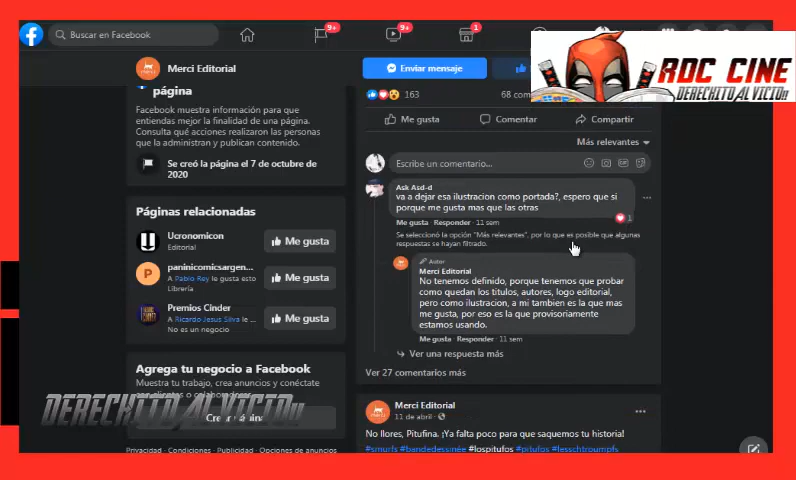 Buscar en Facebook
9+
9+
1
RDC CINE
DERECHITO AL VICIO!!
Merci Editorial
Enviar mensaje
página
Facebook muestra información para que
entiendas mejor la finalidad de una página.
Consulta qué acciones realizaron las personas
que la administran y publican contenido.
Se creó la página el 7 de octubre de
2020
Páginas relacionadas
Ucronomicon
Editorial
Me gusta
paninicomicsargen...
A Pablo Rey le gusta esto
Librería
Me gusta
Premios Cinder
A Ricardo Jesus Silva le ...
No es un negocio
Me gusta
Agrega tu negocio a Facebook
Muestra tu trabajo, crea anuncios y conéctate
DERECHITO AL VICIO!!
Privacidad · Condiciones · Publicidad · Opciones de anuncios
163
68 com
Me gusta
Comentar
Compartir
Más relevantes
Escribe un comentario...
Ask Asd-d
va a dejar esa ilustracion como portada?, espero que si
porque me gusta mas que las otras
1
Me gusta · Responder · 11 sem
Se seleccionó la opción "Más relevantes", por lo que es posible que algunas
respuestas se hayan filtrado.
Autor
Merci Editorial
No tenemos definido, porque tenemos que probar
como quedan los titulos, autores, logo editorial,
pero como ilustracion, a mi tambien es la que mas
me gusta, por eso es la que provisoriamente
estamos usando.
Me gusta · Responder · 11 sem
Ver una respuesta más
Ver 27 comentarios más
Merci Editorial
11 de abril ·
No llores, Pitufina. ¡Ya falta poco para que saquemos tu historia!
#smurfs #bandedessinée #lospitufos #pitufos #lesschtroumpfs